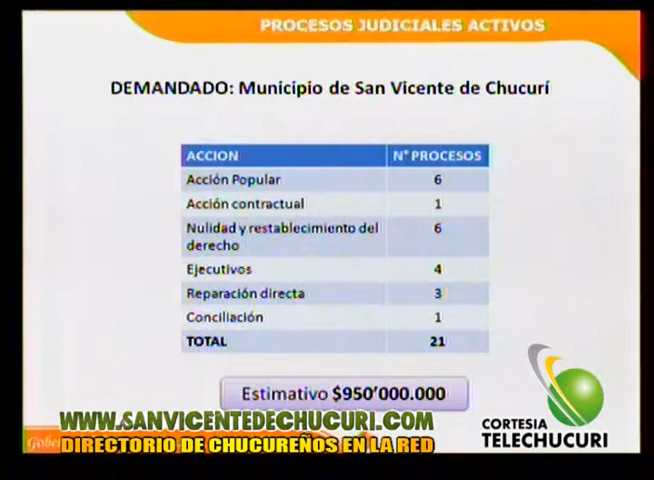 PROCESOS JUDICIALES ACTIVOS
DEMANDADO: Municipio de San Vicente de Chucurí
ACCION N° PROCESOS
Acción Popular 6
Acción contractual 1
Nulidad y restablecimiento del
derecho 6
Ejecutivos 4
Reparación directa 3
Conciliación 1
TOTAL 21
Estimativo $950’000.000
WWW.SANVICENTEDECHUCURI.COM
DIRECTORIO DE CHUCUREÑOS EN LA RED
CORTESIA
TELECHUCURI